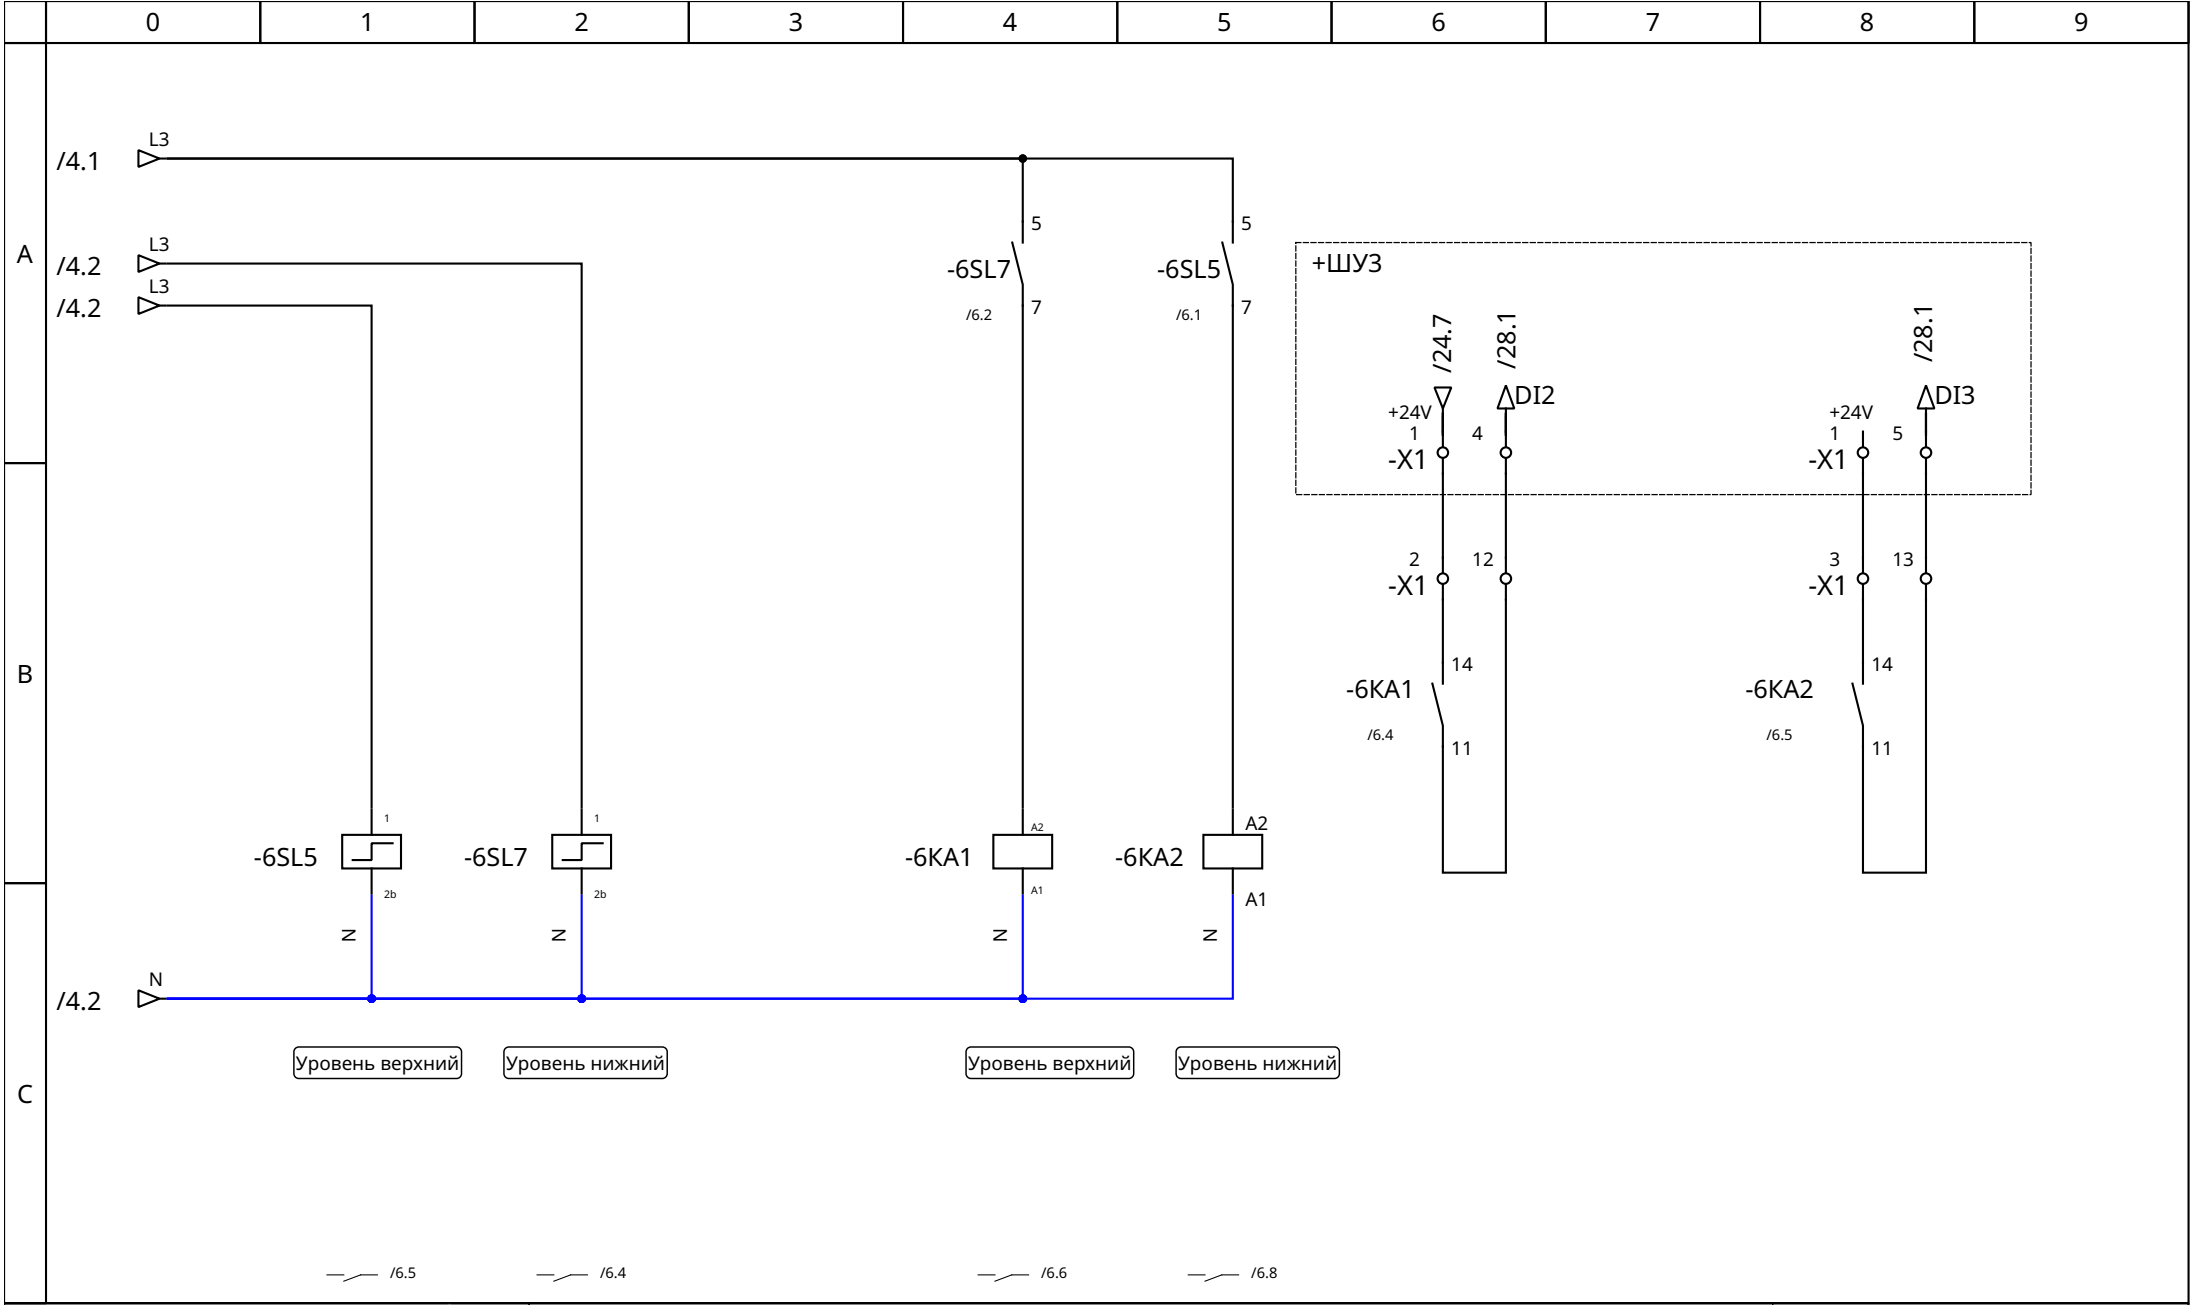 0 1 2 3 4 5 6 7 8 9
L3
/4.1
5 5
L3
A /4.2
-6SL7 -6SL5 +ШУ3
L3
/4.2
7 7
/6.2 /6.1
/24.7 /28.1 /28.1
DI2 DI3
+24V +24V
1 4 1 5
-X1 -X1
2 12 3 13
-X1 -X1
14 14
B
-6KA1 -6KA2
/6.4 /6.5
11 11
1 1 A2 A2
-6SL5 -6SL7 -6KA1 -6KA2
2b 2b A1 A1
N N N N
N
/4.2
Уровень верхний Уровень нижний Уровень верхний Уровень нижний
C
/6.5 /6.4 /6.6 /6.8